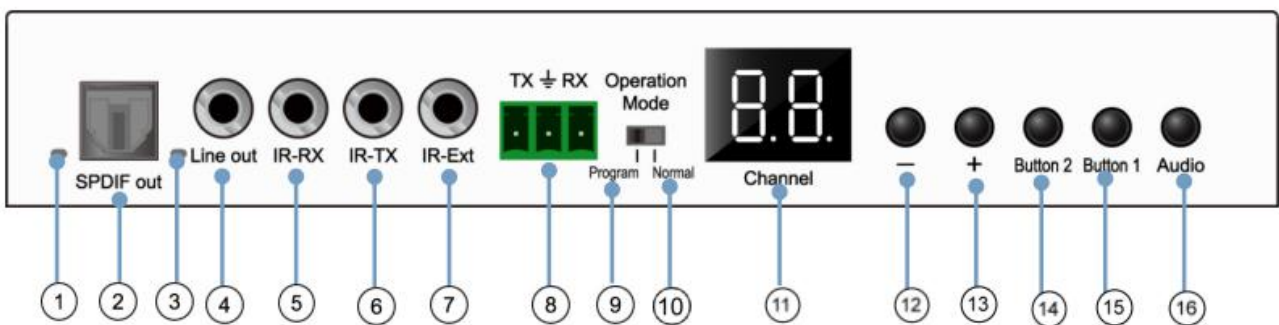 TX ⏚ RX
Operation
Mode
8.8.
SPDIF out
Line out
IR-RX
IR-TX
IR-Ext
Program
Normal
Channel
−
+
Button 2
Button 1
Audio
1 2 3 4 5 6 7 8 9 10 11 12 13 14 15 16